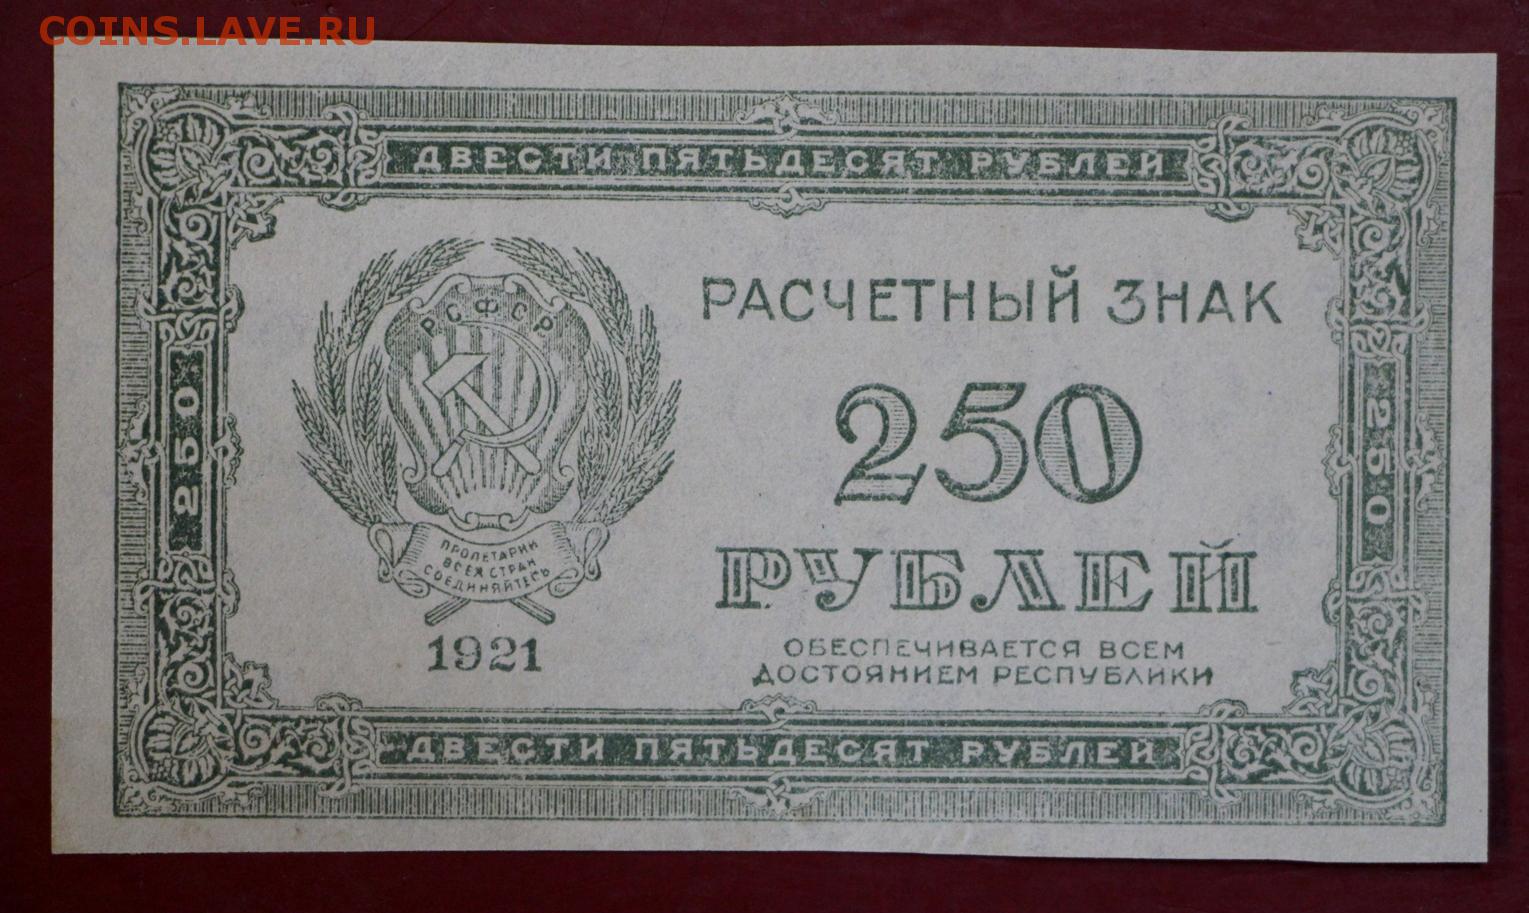 COINS.LAVE.RU
ДВЕСТИ ПЯТЬДЕСЯТ РУБЛЕЙ
РСФСР
РАСЧЕТНЫЙ ЗНАК
250
250
250
РУБЛЕЙ
ПРОЛЕТАРИИ
ВСЕХ СТРАН
СОЕДИНЯЙТЕСЬ
1921
ОБЕСПЕЧИВАЕТСЯ ВСЕМ
ДОСТОЯНИЕМ РЕСПУБЛИКИ
ДВЕСТИ ПЯТЬДЕСЯТ РУБЛЕЙ